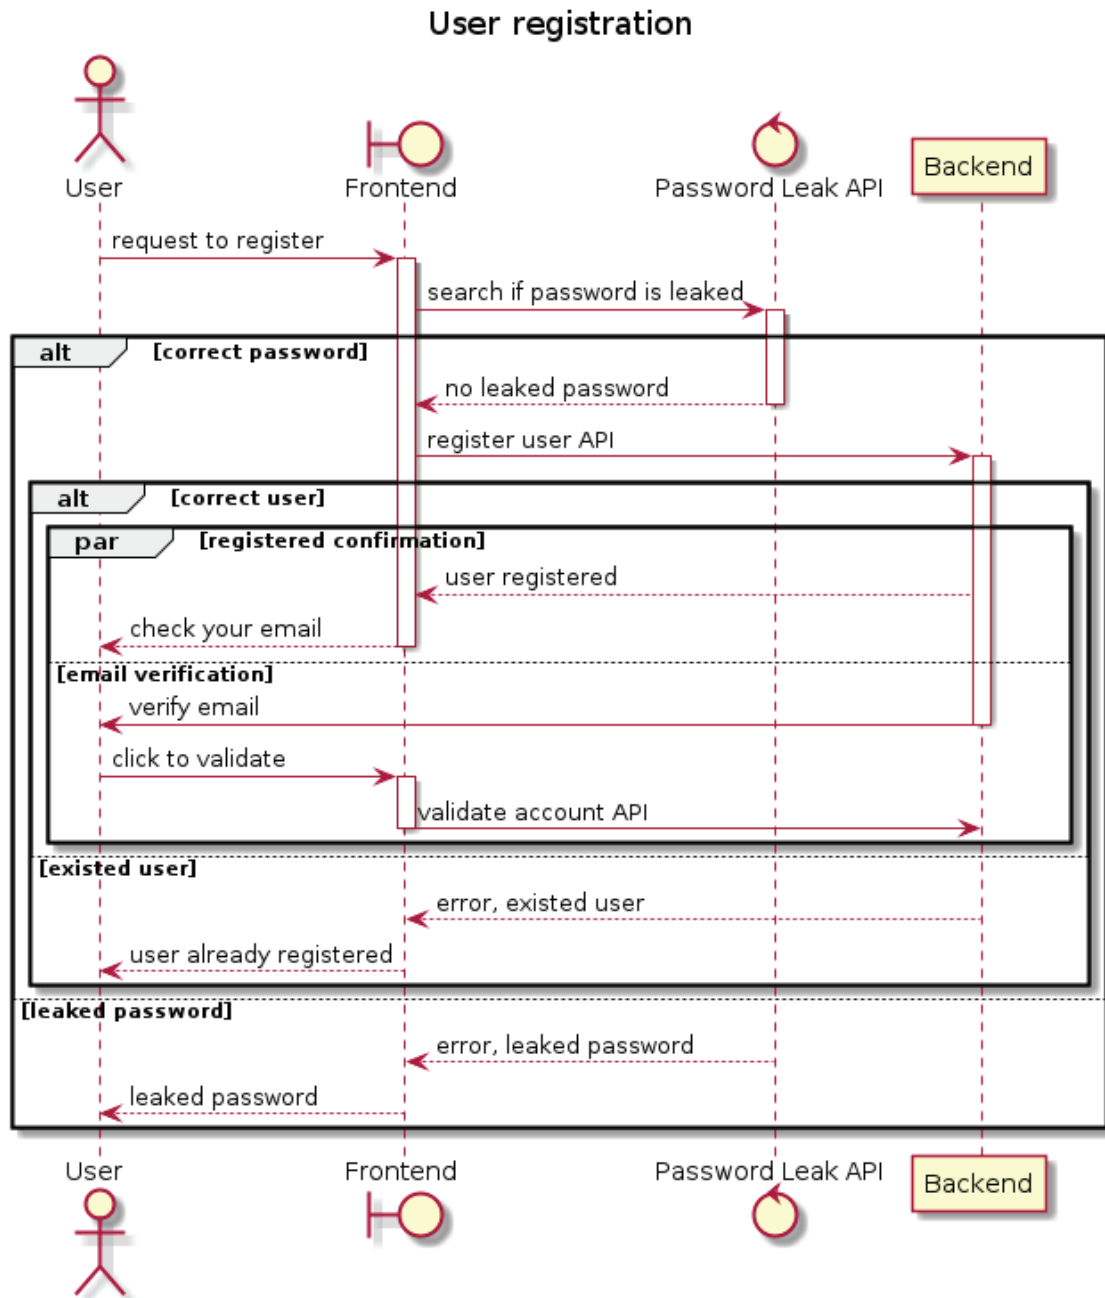 User registration
User
Frontend
Password Leak API
Backend
request to register
search if password is leaked
alt [correct password]
no leaked password
register user API
alt [correct user]
par [registered confirmation]
user registered
check your email
[email verification]
verify email
click to validate
validate account API
[existed user]
error, existed user
user already registered
[leaked password]
error, leaked password
leaked password
User
Frontend
Password Leak API
Backend